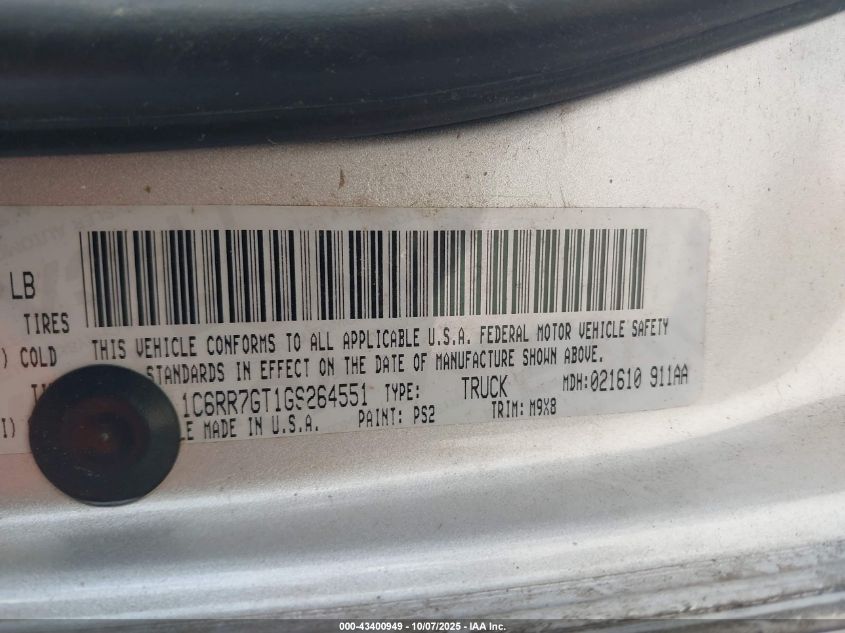 LB
TIRES
) COLD
THIS VEHICLE CONFORMS TO ALL APPLICABLE U.S.A. FEDERAL MOTOR VEHICLE SAFETY
STANDARDS IN EFFECT ON THE DATE OF MANUFACTURE SHOWN ABOVE.
1C6RR7GT1GS264551 TYPE: TRUCK MDH: 021610 911AA
I) LE MADE IN U.S.A. PAINT: PS2 TRIM: M9X8
000-43400949 - 10/07/2025 - IAA Inc.